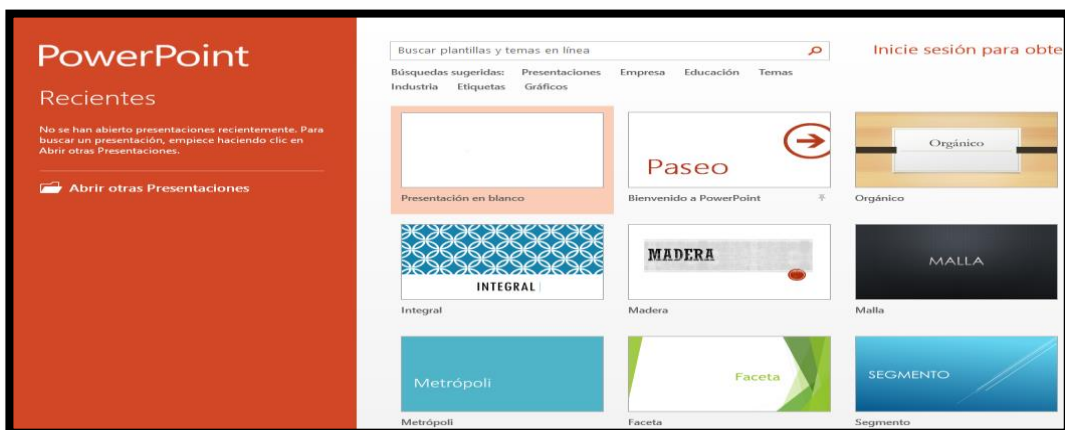 PowerPoint
Recientes
No se han abierto presentaciones recientemente. Para
buscar un presentación, empiece haciendo clic en
Abrir otras Presentaciones.
Abrir otras Presentaciones
Buscar plantillas y temas en línea
Inicie sesión para obte
Búsquedas sugeridas: Presentaciones Empresa Educación Temas
Industria Etiquetas Gráficos
Paseo
Orgánico
Presentación en blanco
Bienvenido a PowerPoint
Orgánico
INTEGRAL
MADERA
MALLA
Integral
Madera
Malla
Metrópoli
Faceta
SEGMENTO
Metrópoli
Faceta
Segmento